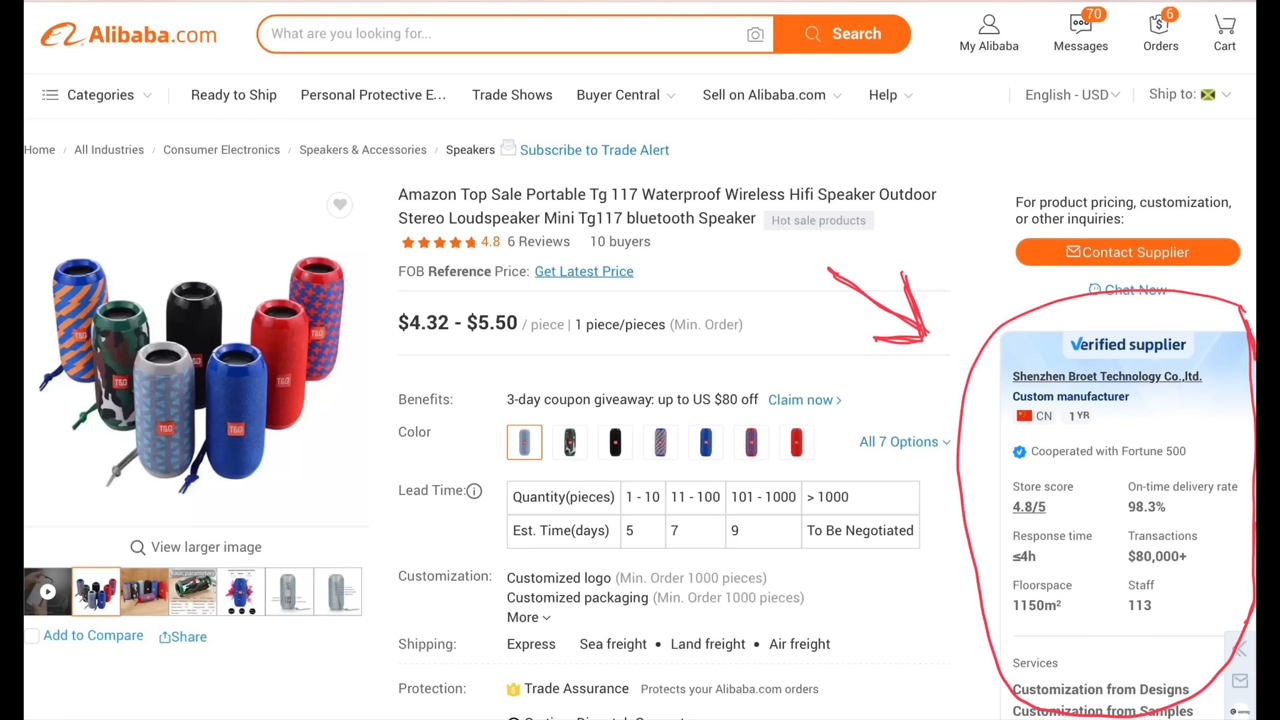 Alibaba.com
What are you looking for...
Search
My Alibaba
70
Messages
6
Orders
Cart
Categories
Ready to Ship
Personal Protective E...
Trade Shows
Buyer Central
Sell on Alibaba.com
Help
English - USD
Ship to:
Home / All Industries / Consumer Electronics / Speakers & Accessories / Speakers
Subscribe to Trade Alert
Amazon Top Sale Portable Tg 117 Waterproof Wireless Hifi Speaker Outdoor
Stereo Loudspeaker Mini Tg117 bluetooth Speaker
Hot sale products
4.8 6 Reviews 10 buyers
FOB Reference Price: Get Latest Price
$4.32 - $5.50 / piece | 1 piece/pieces (Min. Order)
Benefits: 3-day coupon giveaway: up to US $80 off Claim now >
Color
All 7 Options
Lead Time:
Quantity(pieces) 1 - 10 11 - 100 101 - 1000 > 1000
Est. Time(days) 5 7 9 To Be Negotiated
Customization: Customized logo (Min. Order 1000 pieces)
Customized packaging (Min. Order 1000 pieces)
More
Shipping: Express Sea freight • Land freight • Air freight
Protection: Trade Assurance Protects your Alibaba.com orders
T&G
T&G
T&G
T&G
T&G
T&G
T&G
View larger image
Add to Compare
Share
For product pricing, customization,
or other inquiries:
Contact Supplier
Chat Now
Verified supplier
Shenzhen Broet Technology Co.,ltd.
Custom manufacturer
CN 1 YR
Cooperated with Fortune 500
Store score On-time delivery rate
4.8/5 98.3%
Response time Transactions
≤4h $80,000+
Floorspace Staff
1150m² 113
Services
Customization from Designs
Customization from Samples